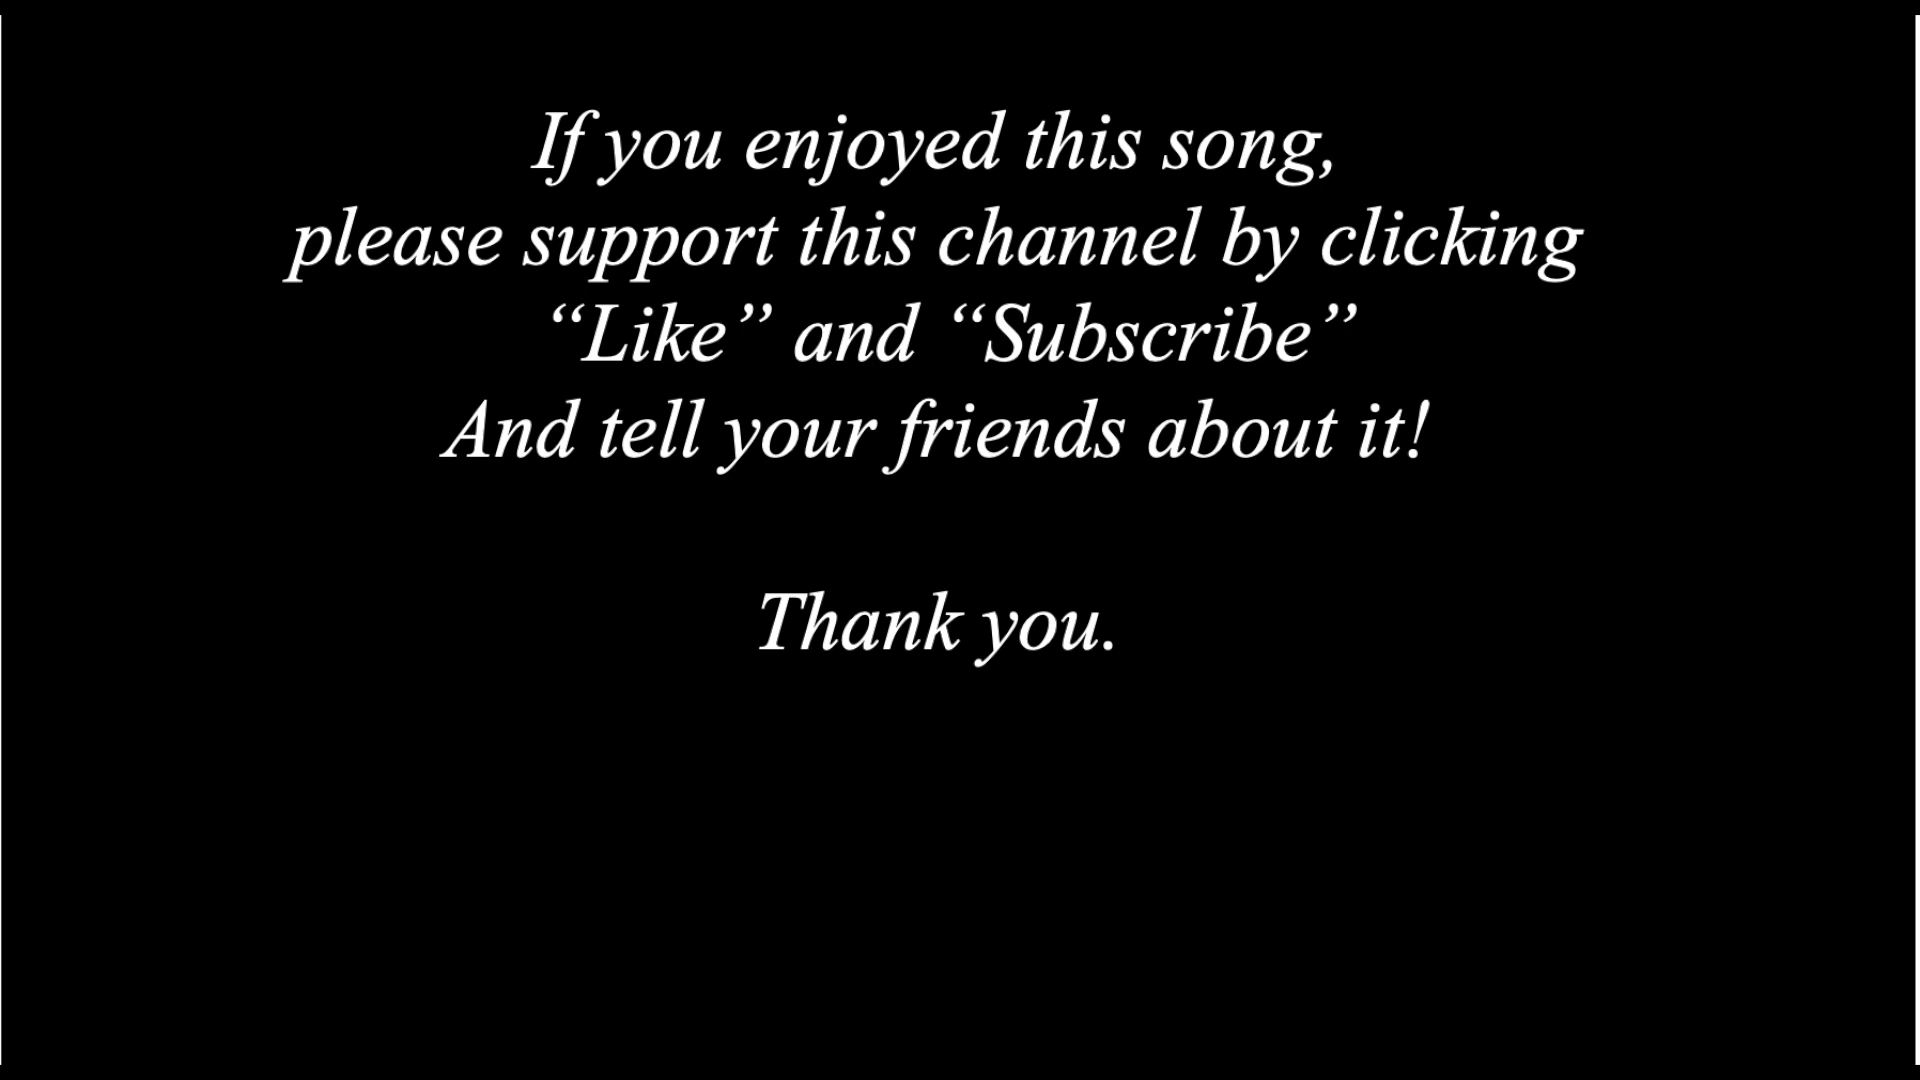 If you enjoyed this song,
please support this channel by clicking
“Like” and “Subscribe”
And tell your friends about it!
Thank you.